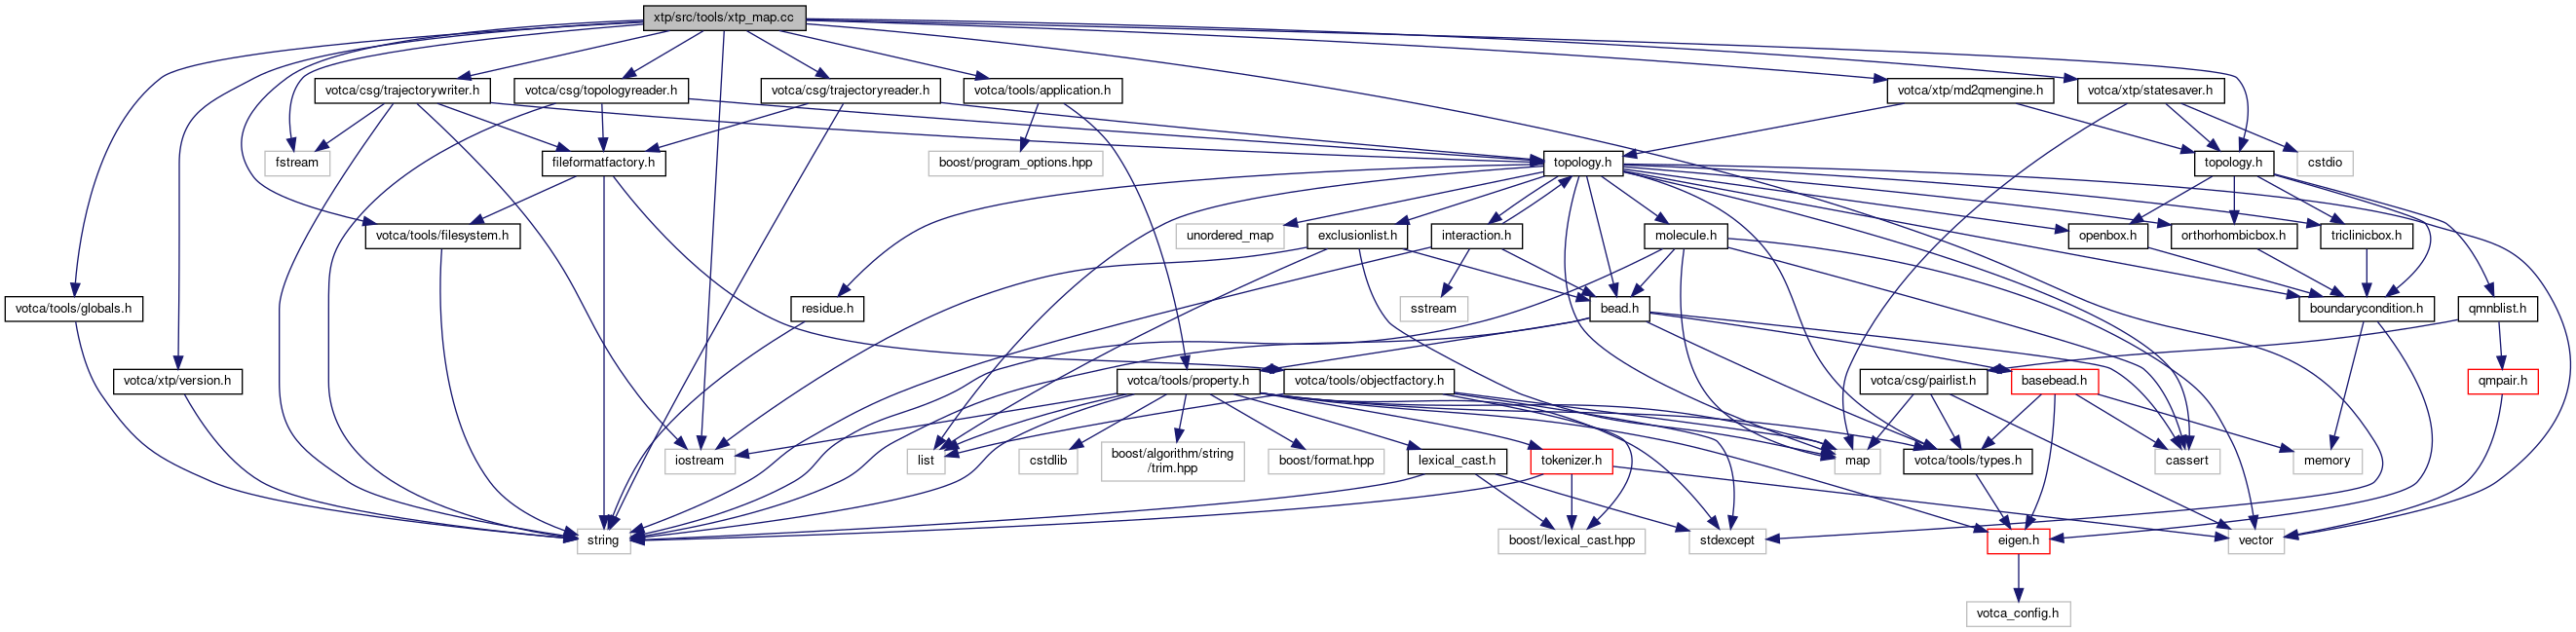 xtp/src/tools/xtp_map.cc
votca/csg/trajectorywriter.h
votca/csg/topologyreader.h
votca/csg/trajectoryreader.h
votca/tools/application.h
votca/xtp/md2qmengine.h
votca/xtp/statesaver.h
fstream
fileformatfactory.h
boost/program_options.hpp
topology.h
topology.h
cstdio
votca/tools/filesystem.h
unordered_map
exclusionlist.h
interaction.h
molecule.h
openbox.h
orthorhombicbox.h
triclinicbox.h
votca/tools/globals.h
residue.h
sstream
bead.h
boundarycondition.h
qmnblist.h
votca/xtp/version.h
votca/tools/property.h
votca/tools/objectfactory.h
votca/csg/pairlist.h
basebead.h
qmpair.h
iostream
list
cstdlib
boost/algorithm/string
/trim.hpp
boost/format.hpp
lexical_cast.h
tokenizer.h
map
votca/tools/types.h
cassert
memory
string
boost/lexical_cast.hpp
stdexcept
eigen.h
vector
votca_config.h